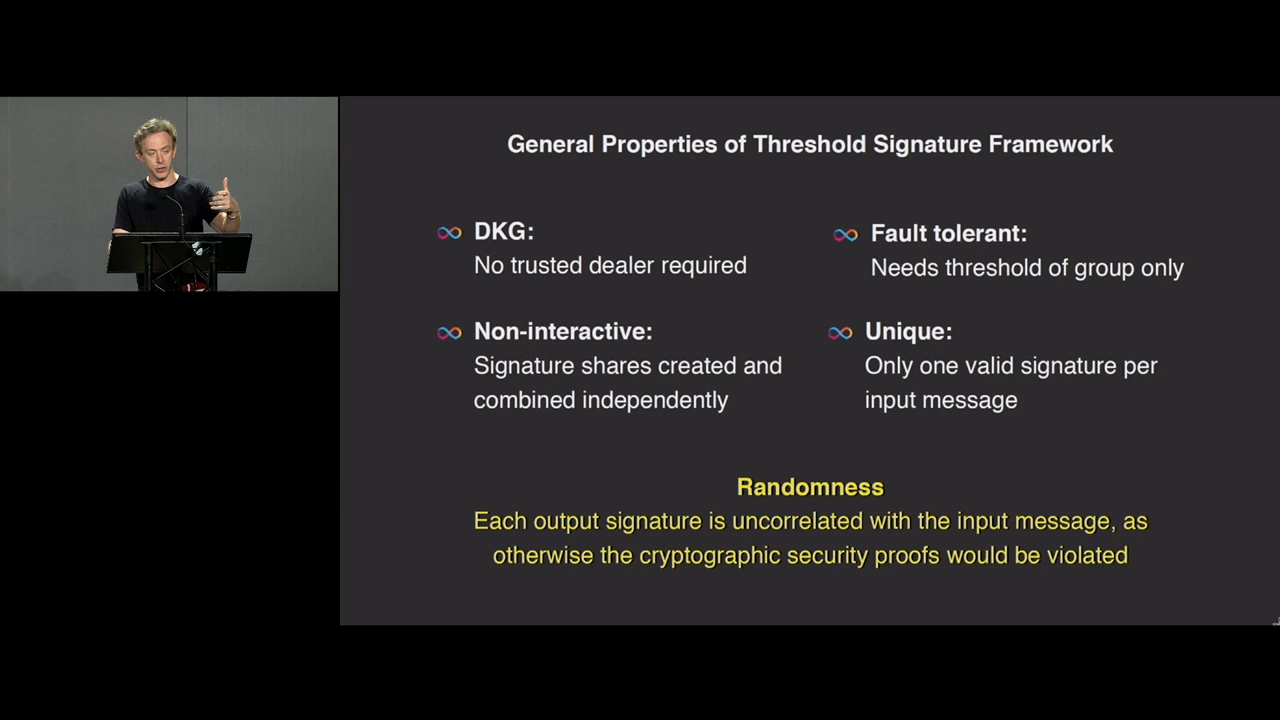 General Properties of Threshold Signature Framework
DKG:
No trusted dealer required
Fault tolerant:
Needs threshold of group only
Non-interactive:
Signature shares created and
combined independently
Unique:
Only one valid signature per
input message
Randomness
Each output signature is uncorrelated with the input message, as
otherwise the cryptographic security proofs would be violated